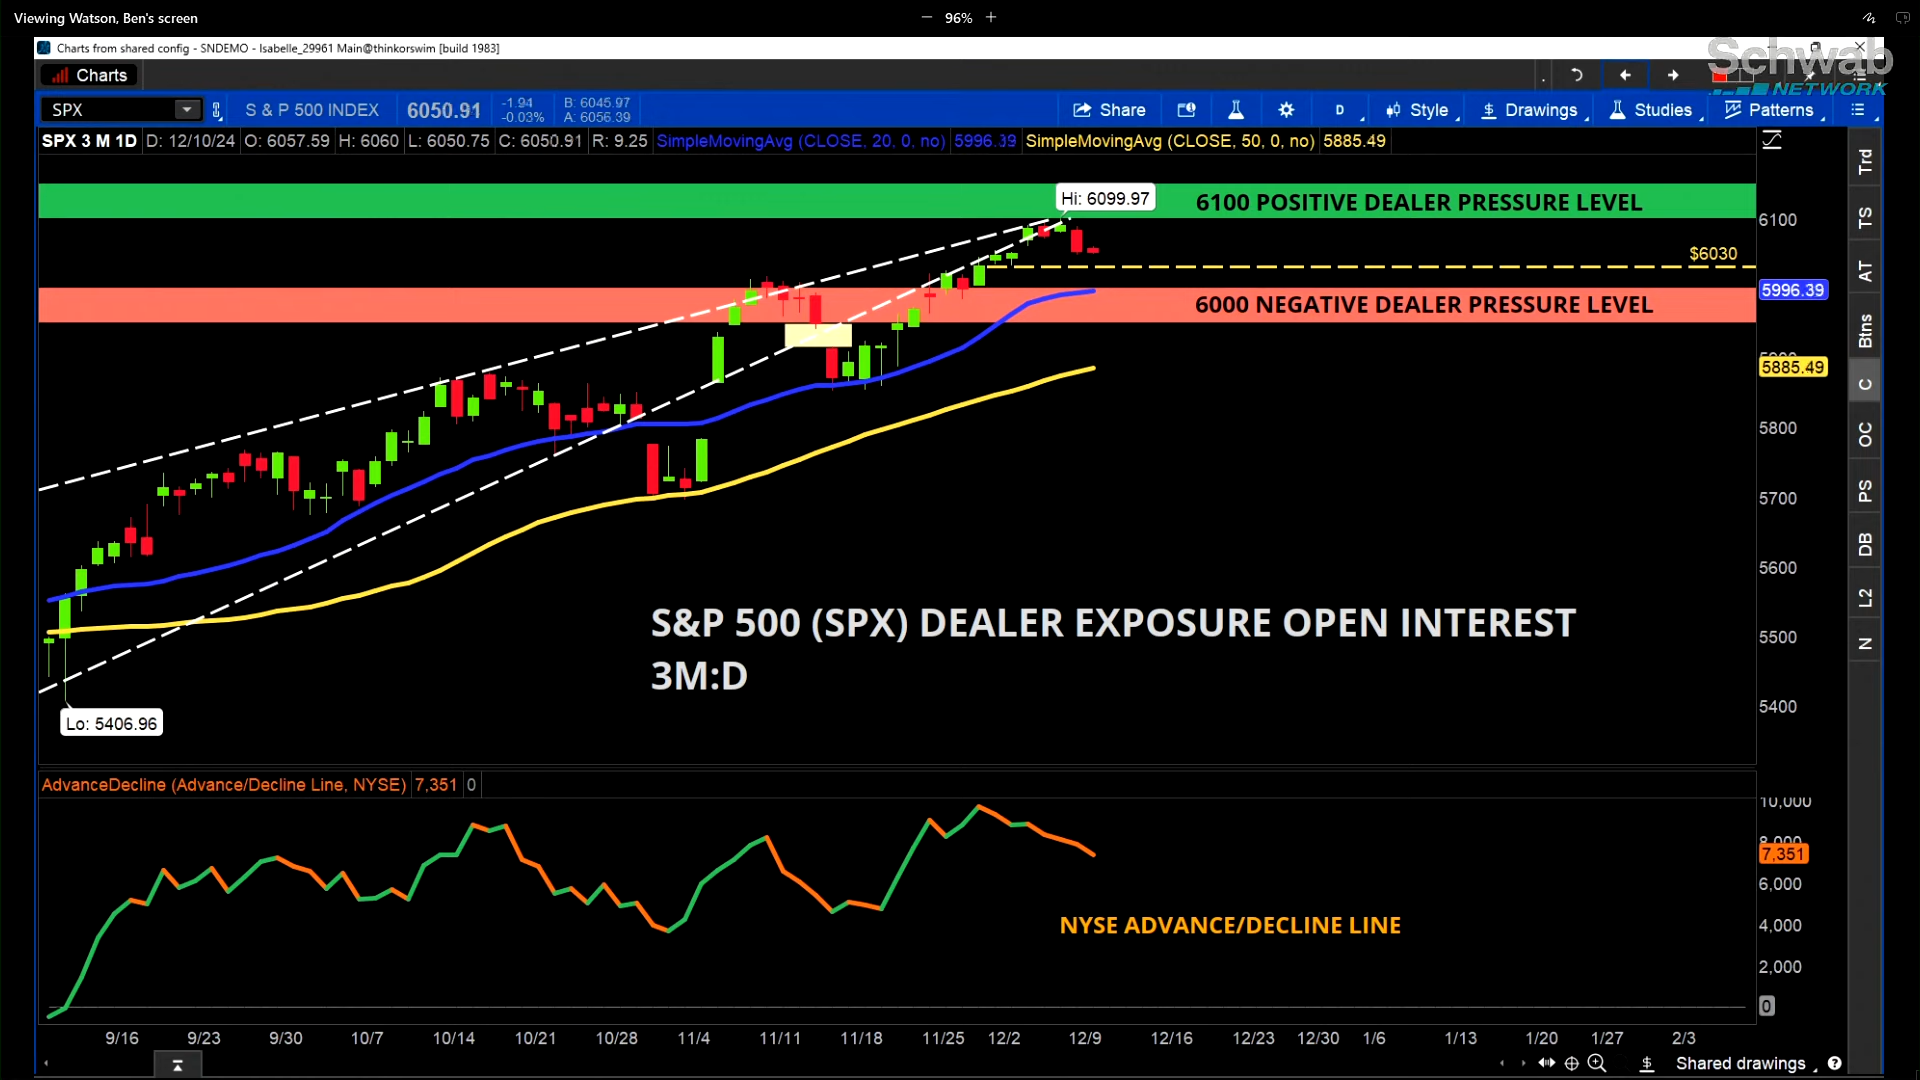 Viewing Watson, Ben's screen
96%
Charts from shared config - SNDEMO - Isabelle_29961 Main@thinkorswim [build 1983]
Schwab
NETWORK
Charts
SPX
S & P 500 INDEX
6050.91
-1.94
-0.03%
B: 6045.97
A: 6056.39
Share
D
Style
$ Drawings
Studies
Patterns
SPX 3 M 1D D: 12/10/24 O: 6057.59 H: 6060 L: 6050.75 C: 6050.91 R: 9.25 SimpleMovingAvg (CLOSE, 20, 0, no) 5996.39 SimpleMovingAvg (CLOSE, 50, 0, no) 5885.49
Hi: 6099.97
6100 POSITIVE DEALER PRESSURE LEVEL
6100
$6030
5996.39
6000 NEGATIVE DEALER PRESSURE LEVEL
5885.49
5800
5700
5600
5500
5400
S&P 500 (SPX) DEALER EXPOSURE OPEN INTEREST
3M:D
Lo: 5406.96
AdvanceDecline (Advance/Decline Line, NYSE) 7,351 0
10,000
8,000
7,351
6,000
4,000
2,000
0
NYSE ADVANCE/DECLINE LINE
9/16 9/23 9/30 10/7 10/14 10/21 10/28 11/4 11/11 11/18 11/25 12/2 12/9 12/16 12/23 12/30 1/6 1/13 1/20 1/27 2/3
$ Shared drawings ?
Trd
TS
AT
Btns
C
OC
PS
DB
L2
N